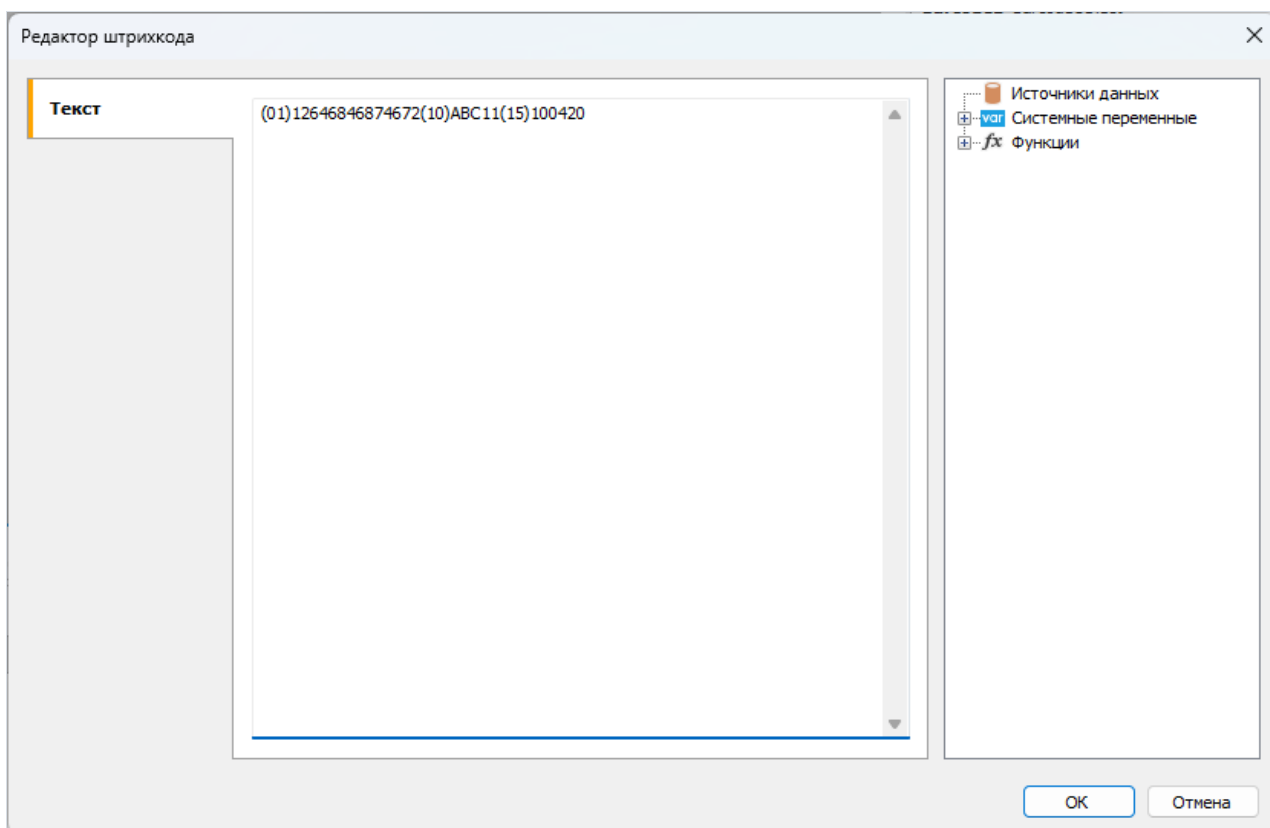 Редактор штрихкода
Текст
(01)12646846874672(10)ABC11(15)100420
Источники данных
var Системные переменные
fx Функции
OK
Отмена